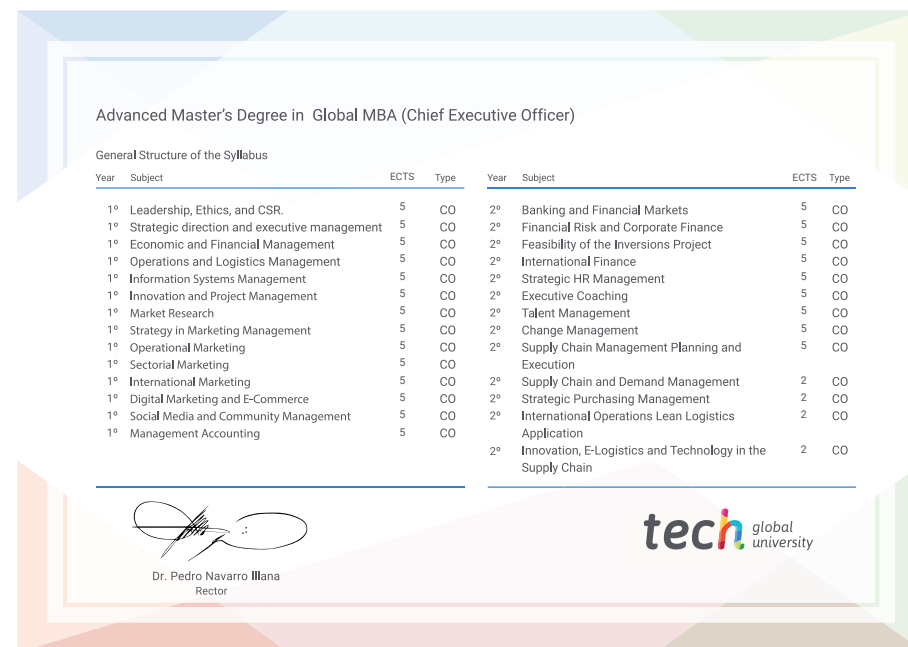 Advanced Master's Degree in Global MBA (Chief Executive Officer)
General Structure of the Syllabus
Year Subject ECTS Type
1º Leadership, Ethics, and CSR. 5 CO
1º Strategic direction and executive management 5 CO
1º Economic and Financial Management 5 CO
1º Operations and Logistics Management 5 CO
1º Information Systems Management 5 CO
1º Innovation and Project Management 5 CO
1º Market Research 5 CO
1º Strategy in Marketing Management 5 CO
1º Operational Marketing 5 CO
1º Sectorial Marketing 5 CO
1º International Marketing 5 CO
1º Digital Marketing and E-Commerce 5 CO
1º Social Media and Community Management 5 CO
1º Management Accounting 5 CO
Year Subject ECTS Type
2º Banking and Financial Markets 5 CO
2º Financial Risk and Corporate Finance 5 CO
2º Feasibility of the Inversions Project 5 CO
2º International Finance 5 CO
2º Strategic HR Management 5 CO
2º Executive Coaching 5 CO
2º Talent Management 5 CO
2º Change Management 5 CO
2º Supply Chain Management Planning and 5 CO
Execution
2º Supply Chain and Demand Management 2 CO
2º Strategic Purchasing Management 2 CO
2º International Operations Lean Logistics 2 CO
Application
2º Innovation, E-Logistics and Technology in the 2 CO
Supply Chain
Dr. Pedro Navarro Illana
Rector
tech global
university